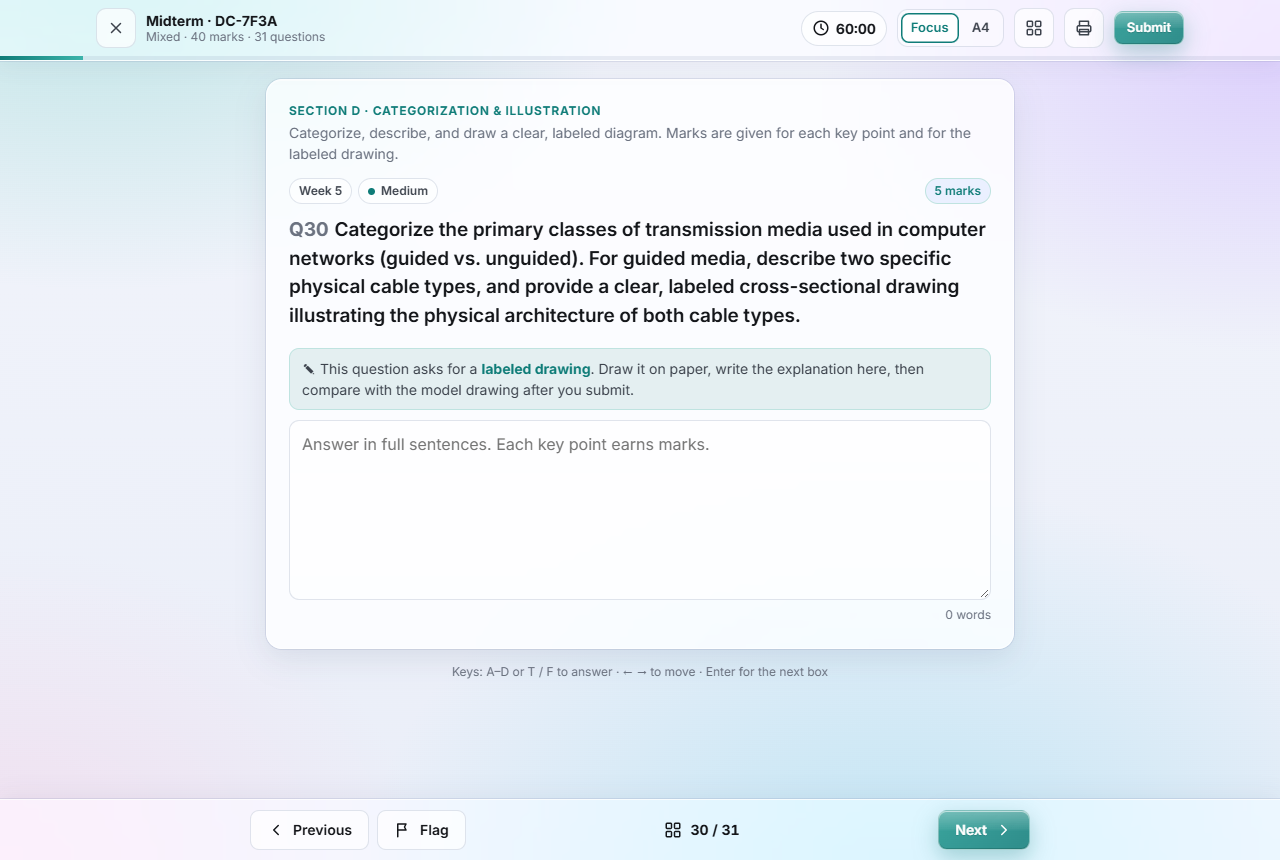 Midterm · DC-7F3A
Mixed · 40 marks · 31 questions
60:00
Focus
A4
Submit
SECTION D · CATEGORIZATION & ILLUSTRATION
Categorize, describe, and draw a clear, labeled diagram. Marks are given for each key point and for the
labeled drawing.
Week 5
Medium
5 marks
Q30 Categorize the primary classes of transmission media used in computer
networks (guided vs. unguided). For guided media, describe two specific
physical cable types, and provide a clear, labeled cross-sectional drawing
illustrating the physical architecture of both cable types.
✎ This question asks for a labeled drawing. Draw it on paper, write the explanation here, then
compare with the model drawing after you submit.
Answer in full sentences. Each key point earns marks.
0 words
Keys: A–D or T / F to answer · ← → to move · Enter for the next box
Previous
Flag
30 / 31
Next